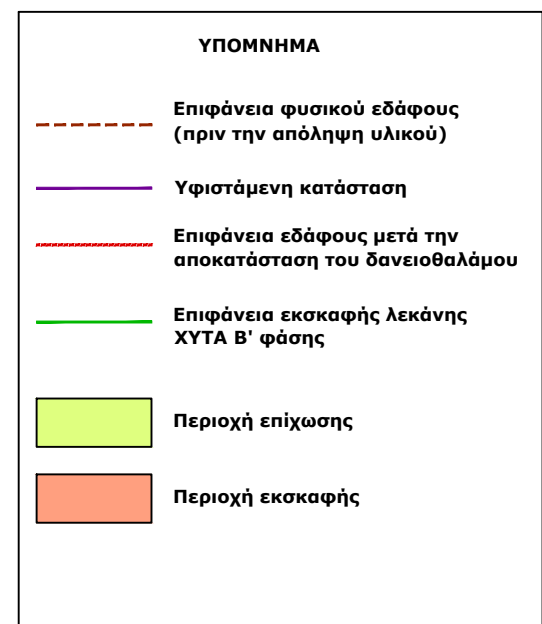 ΥΠΟΜΝΗΜΑ
Επιφάνεια φυσικού εδάφους
(πριν την απόληψη υλικού)
Υφιστάμενη κατάσταση
Επιφάνεια εδάφους μετά την
αποκατάσταση του δανειοθαλάμου
Επιφάνεια εκσκαφής λεκάνης
ΧΥΤΑ Β' φάσης
Περιοχή επίχωσης
Περιοχή εκσκαφής